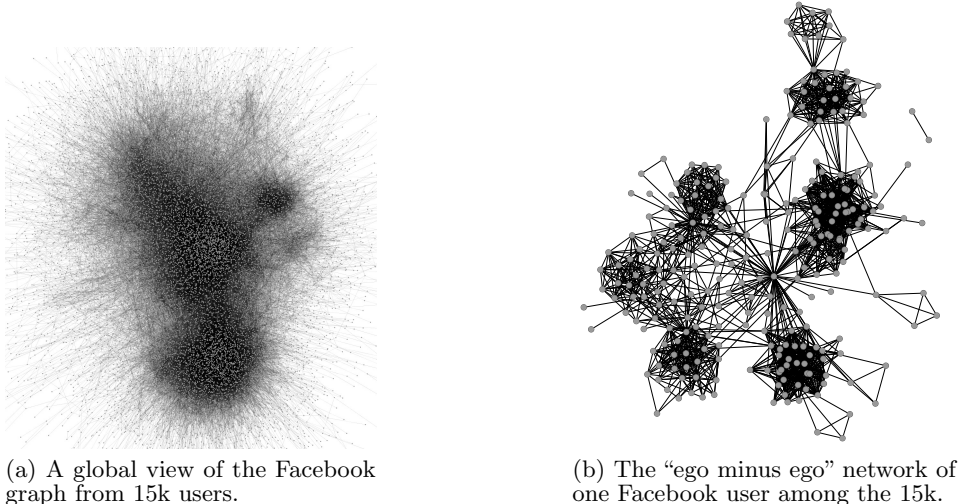 (a) A global view of the Facebook
graph from 15k users.
(b) The “ego minus ego” network of
one Facebook user among the 15k.